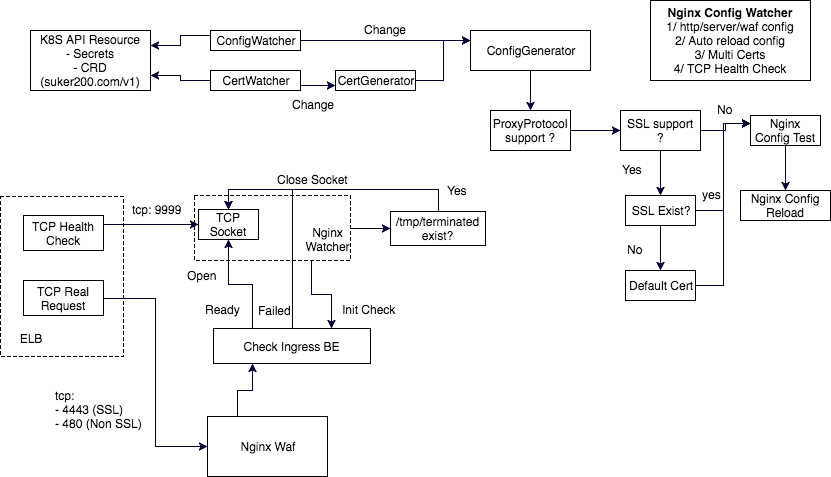 Nginx Config Watcher
1/ http/server/waf config
2/ Auto reload config
3/ Multi Certs
4/ TCP Health Check
K8S API Resource
- Secrets
- CRD
(suker200.com/v1)
ConfigWatcher
Change
ConfigGenerator
CertWatcher
CertGenerator
Change
ProxyProtocol
support ?
SSL support
?
No
Nginx
Config Test
Yes
SSL Exist?
yes
Nginx Config
Reload
No
Default Cert
Close Socket
Yes
tcp: 9999
TCP Health
Check
TCP
Socket
Nginx
Watcher
/tmp/terminated
exist?
Open
TCP Real
Request
Ready
Failed
Init Check
ELB
Check Ingress BE
tcp:
- 4443 (SSL)
- 480 (Non SSL)
Nginx Waf